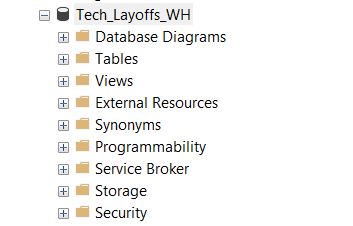 Tech_Layoffs_WH
Database Diagrams
Tables
Views
External Resources
Synonyms
Programmability
Service Broker
Storage
Security